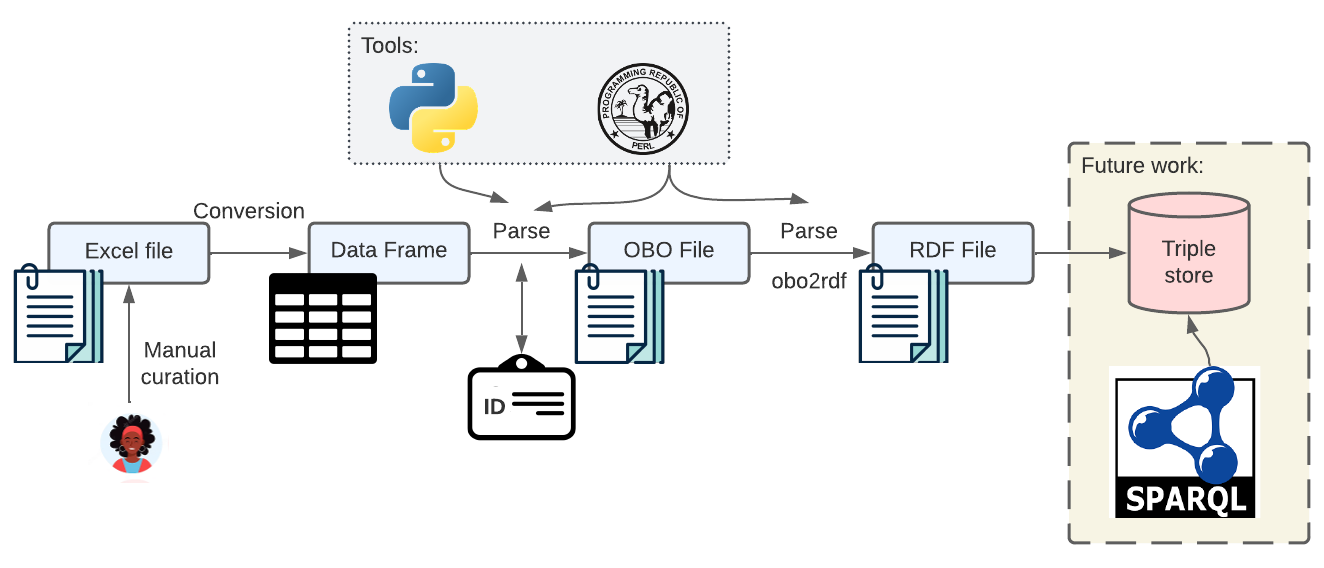 Tools:
PROGRAMMING REPUBLIC OF
PERL
Future work:
Conversion
Excel file
Data Frame
Parse
OBO File
Parse
obo2rdf
RDF File
Triple
store
Manual
curation
ID
SPARQL